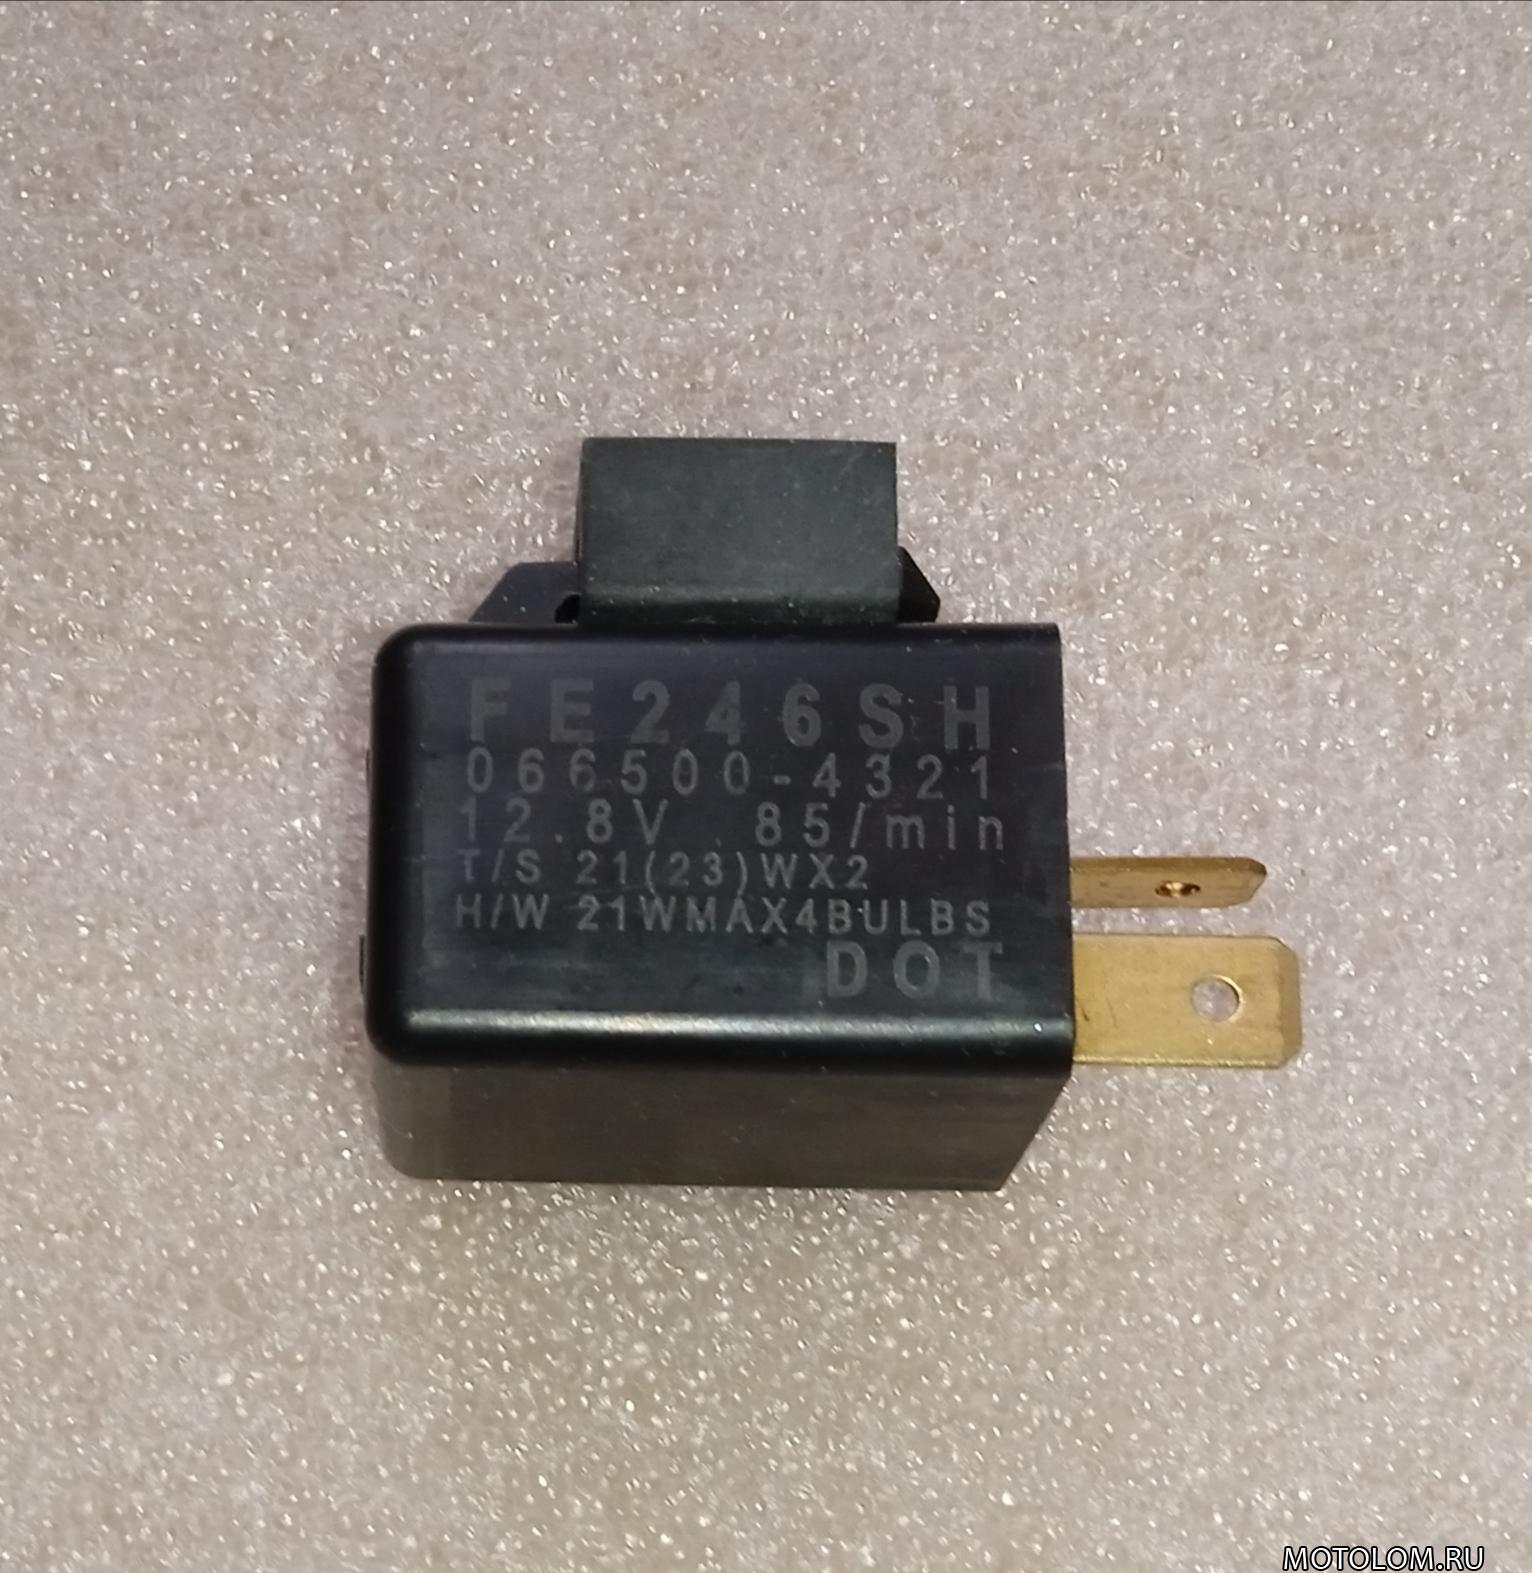 FE246SH
066500-4321
12.8V 85/min
T/S 21(23)WX2
H/W 21WMAX4BULBS
DOT
MOTOLOM.RU